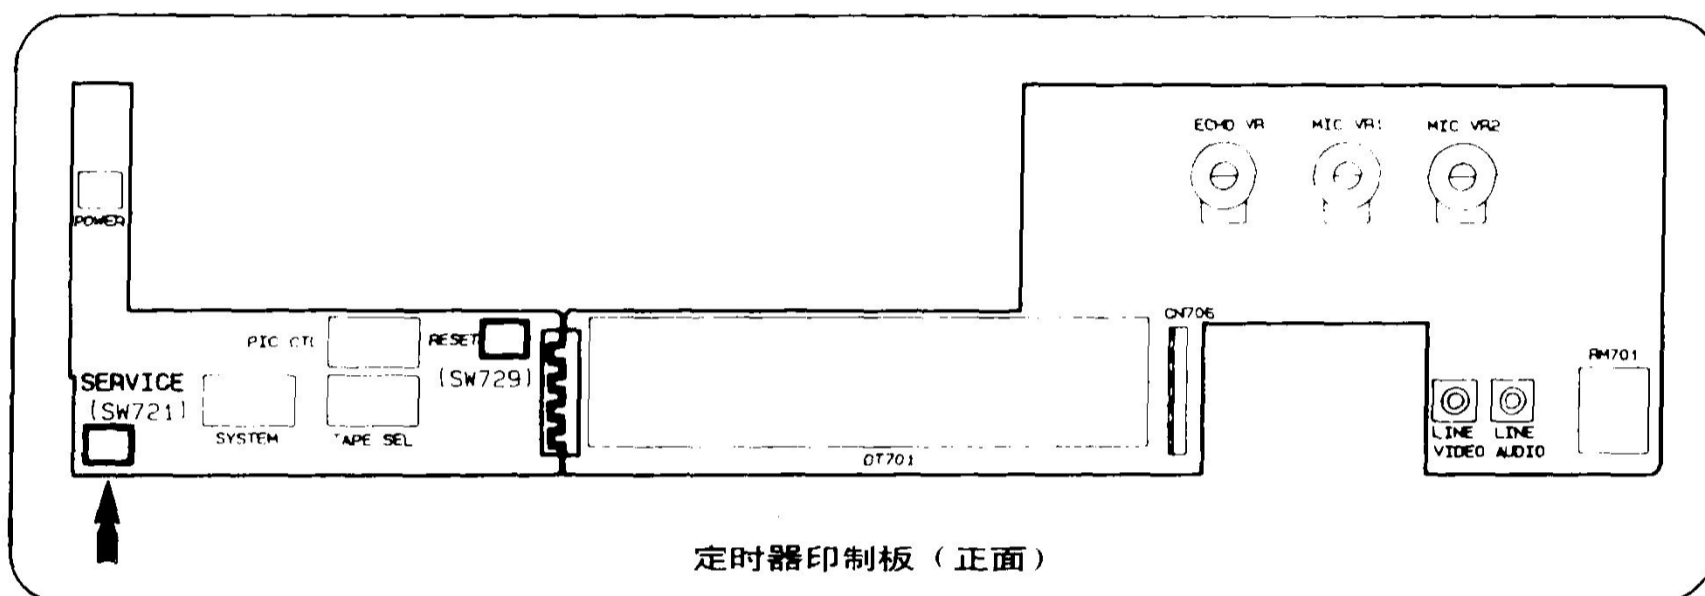 ECHO VR
MIC VR1
MIC VR2
POWER
CN706
PIC CTL
RESET
(SW729)
RM701
SERVICE
(SW721)
SYSTEM
TAPE SEL
LINE
VIDEO
LINE
AUDIO
DT701
定时器印制板（正面）